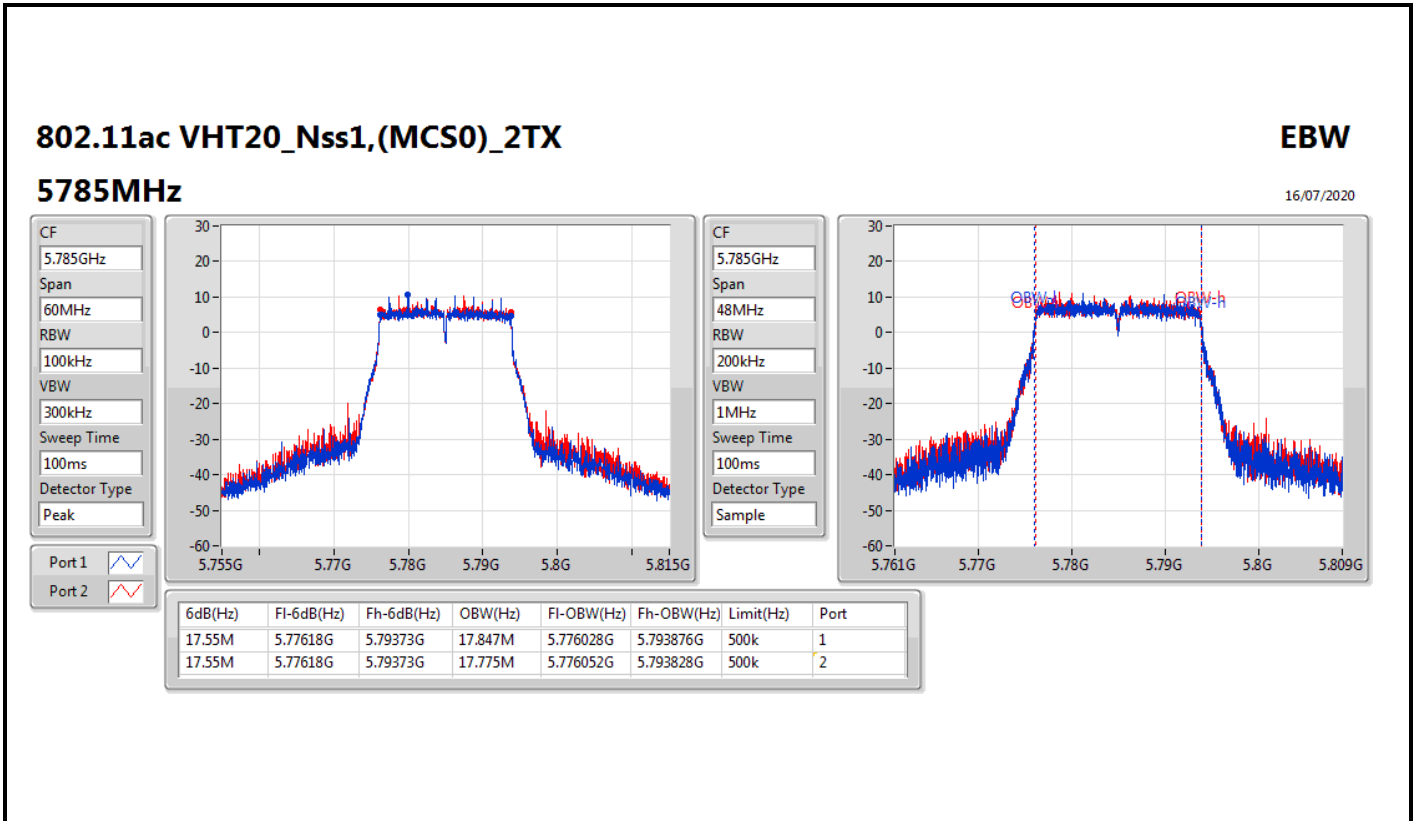 802.11ac VHT20_Nss1,(MCS0)_2TX
EBW
5785MHz
16/07/2020
CF
5.785GHz
Span
60MHz
RBW
100kHz
VBW
300kHz
Sweep Time
100ms
Detector Type
Peak
Port 1
Port 2
30
20
10
0
-10
-20
-30
-40
-50
-60
5.755G 5.77G 5.78G 5.79G 5.8G 5.815G
CF
5.785GHz
Span
48MHz
RBW
200kHz
VBW
1MHz
Sweep Time
100ms
Detector Type
Sample
30
20
10
0
-10
-20
-30
-40
-50
-60
OBW-l OBW-h
OBW-l OBW-h
5.761G 5.77G 5.78G 5.79G 5.8G 5.809G
6dB(Hz) Fl-6dB(Hz) Fh-6dB(Hz) OBW(Hz) Fl-OBW(Hz) Fh-OBW(Hz) Limit(Hz) Port
17.55M 5.77618G 5.79373G 17.847M 5.776028G 5.793876G 500k 1
17.55M 5.77618G 5.79373G 17.775M 5.776052G 5.793828G 500k 2